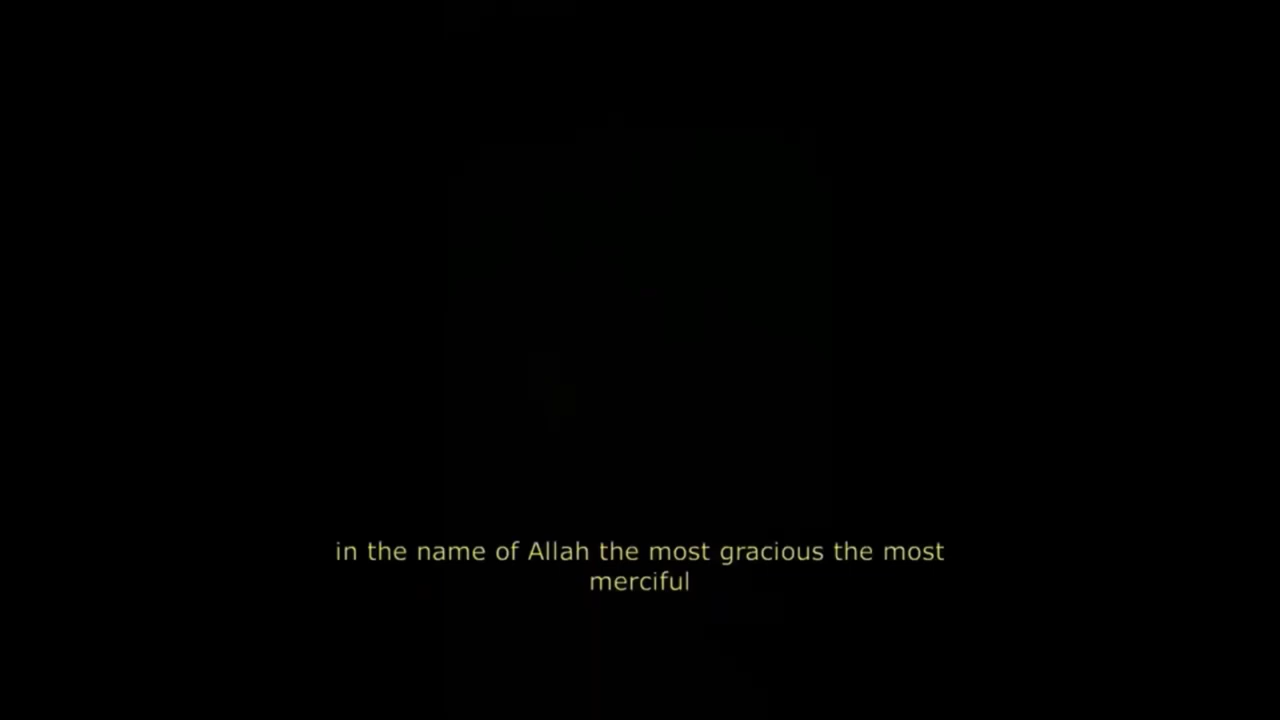 in the name of Allah the most gracious the most
merciful